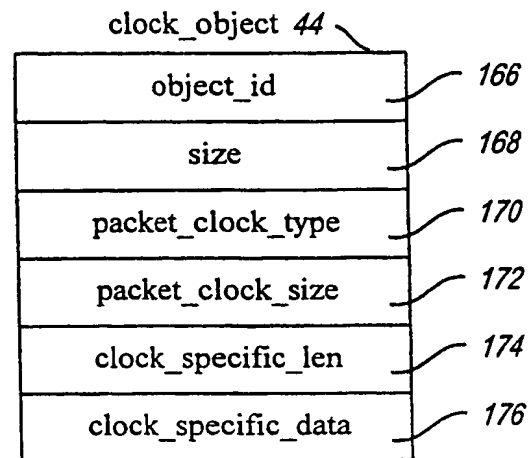 clock_object 44
object_id 166
size 168
packet_clock_type 170
packet_clock_size 172
clock_specific_len 174
clock_specific_data 176